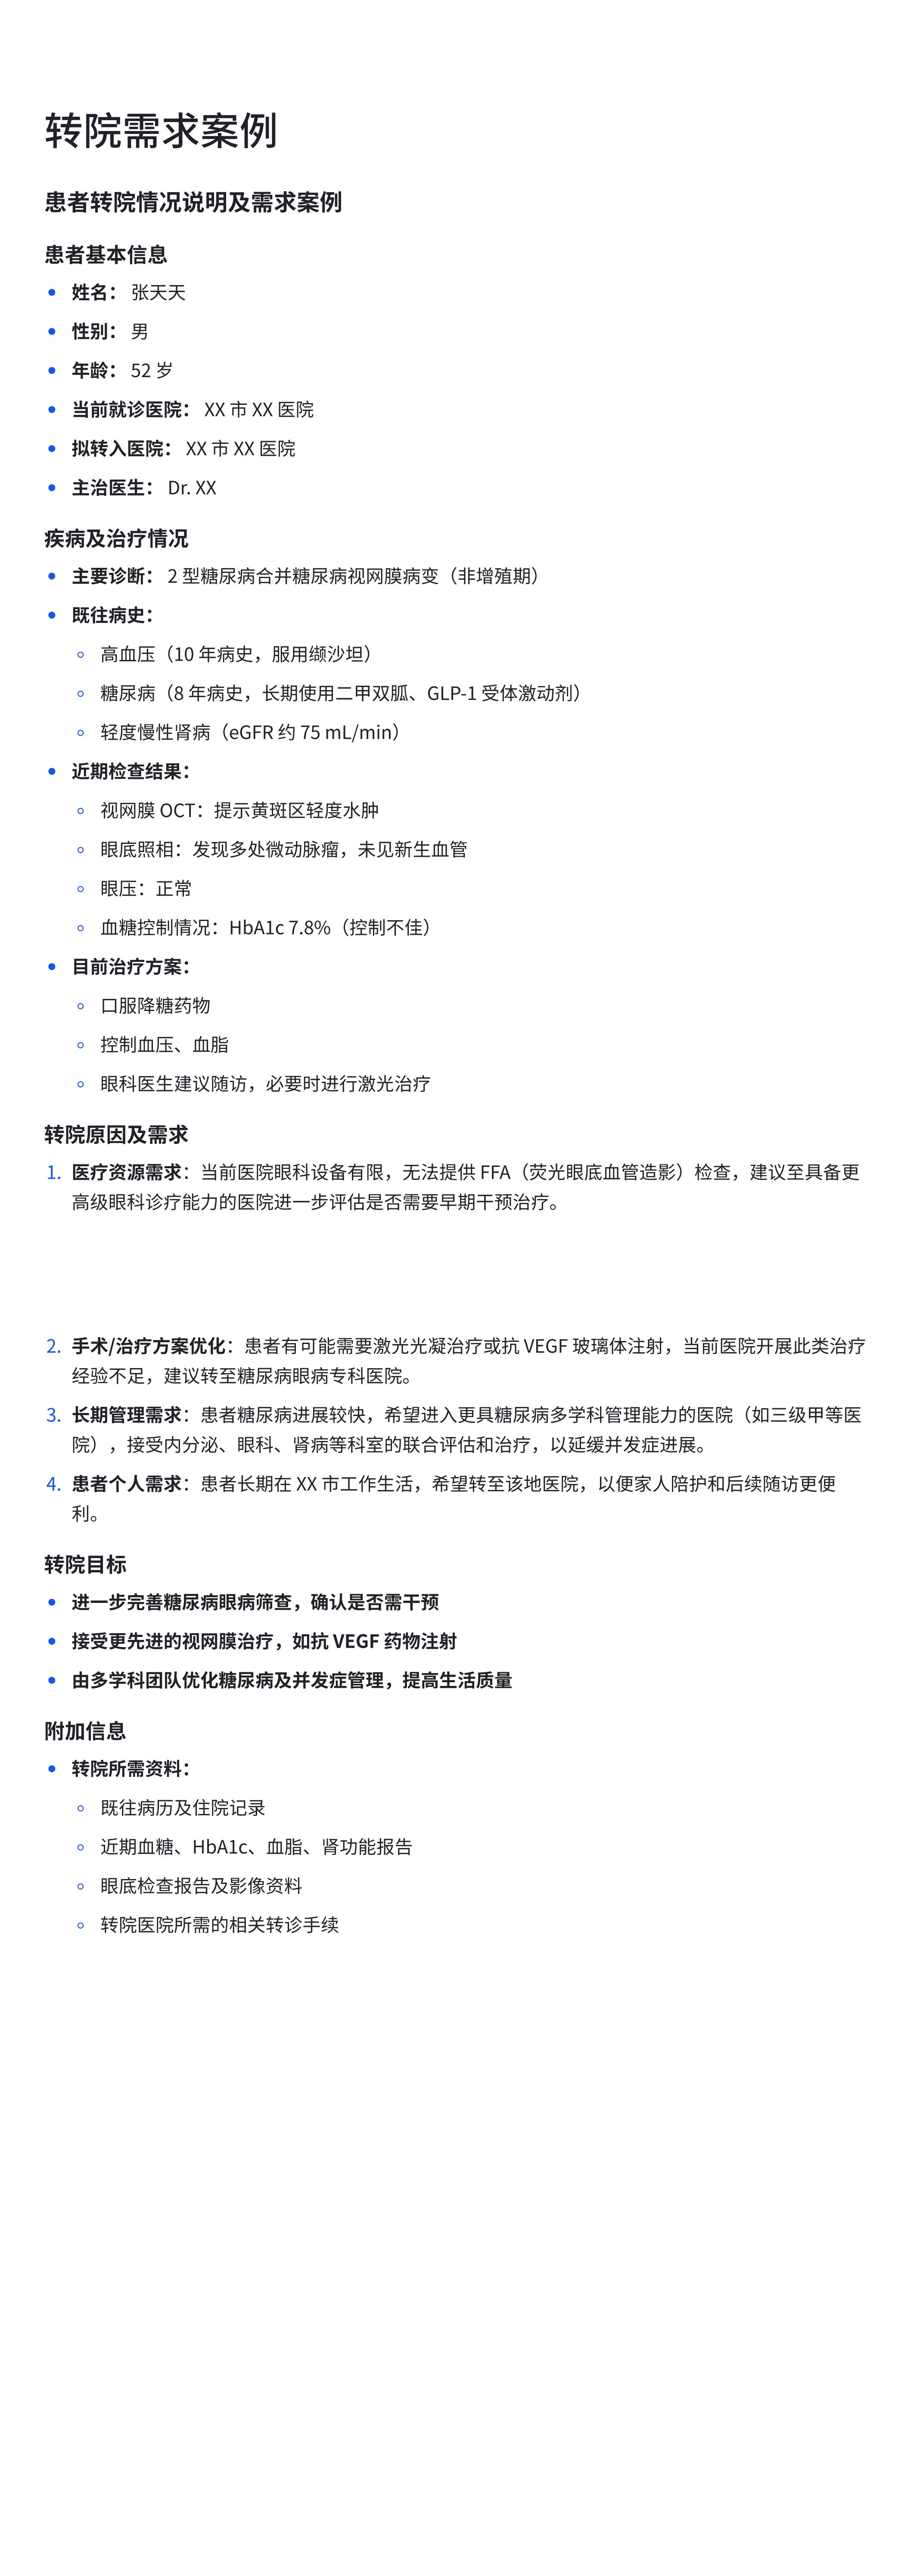 转院需求案例
患者转院情况说明及需求案例
患者基本信息
姓名： 张天天
性别： 男
年龄： 52 岁
当前就诊医院： XX 市 XX 医院
拟转入医院： XX 市 XX 医院
主治医生： Dr. XX
疾病及治疗情况
主要诊断： 2 型糖尿病合并糖尿病视网膜病变（非增殖期）
既往病史：
高血压（10 年病史，服用缬沙坦）
糖尿病（8 年病史，长期使用二甲双胍、GLP-1 受体激动剂）
轻度慢性肾病（eGFR 约 75 mL/min）
近期检查结果：
视网膜 OCT：提示黄斑区轻度水肿
眼底照相：发现多处微动脉瘤，未见新生血管
眼压：正常
血糖控制情况：HbA1c 7.8%（控制不佳）
目前治疗方案：
口服降糖药物
控制血压、血脂
眼科医生建议随访，必要时进行激光治疗
转院原因及需求
1. 医疗资源需求：当前医院眼科设备有限，无法提供 FFA（荧光眼底血管造影）检查，建议至具备更
高级眼科诊疗能力的医院进一步评估是否需要早期干预治疗。
2. 手术/治疗方案优化：患者有可能需要激光光凝治疗或抗 VEGF 玻璃体注射，当前医院开展此类治疗
经验不足，建议转至糖尿病眼病专科医院。
3. 长期管理需求：患者糖尿病进展较快，希望进入更具糖尿病多学科管理能力的医院（如三级甲等医
院），接受内分泌、眼科、肾病等科室的联合评估和治疗，以延缓并发症进展。
4. 患者个人需求：患者长期在 XX 市工作生活，希望转至该地医院，以便家人陪护和后续随访更便
利。
转院目标
进一步完善糖尿病眼病筛查，确认是否需干预
接受更先进的视网膜治疗，如抗 VEGF 药物注射
由多学科团队优化糖尿病及并发症管理，提高生活质量
附加信息
转院所需资料：
既往病历及住院记录
近期血糖、HbA1c、血脂、肾功能报告
眼底检查报告及影像资料
转院医院所需的相关转诊手续